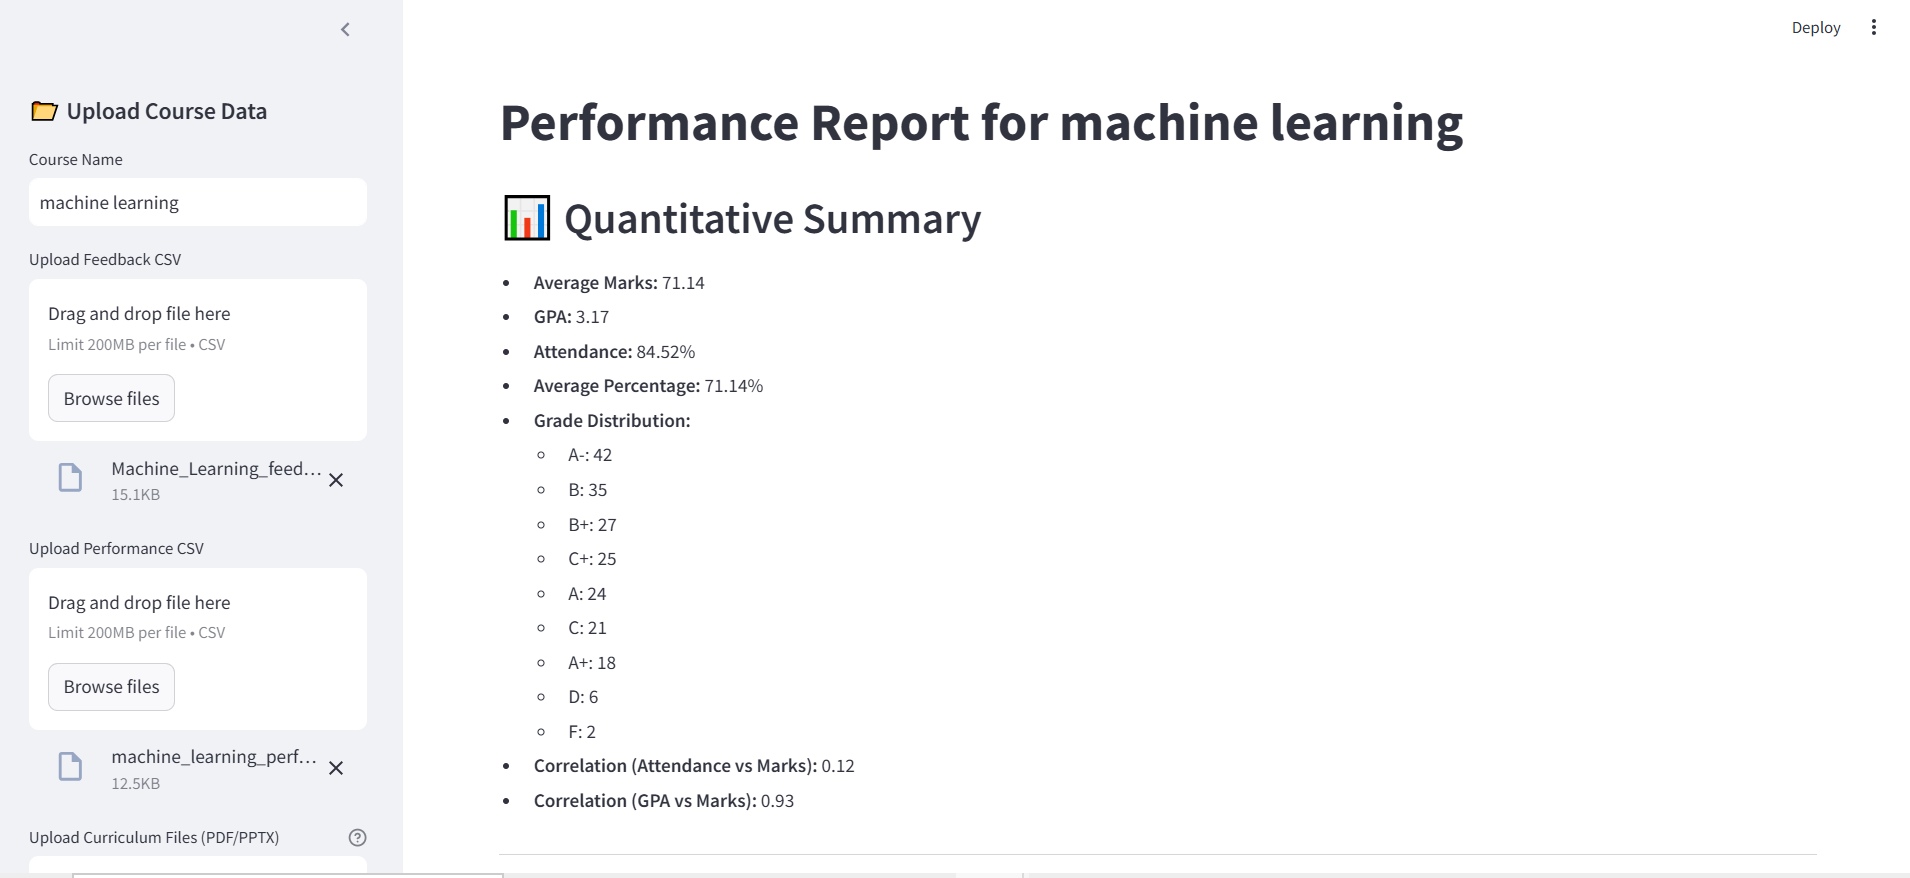 Deploy
Upload Course Data
Course Name
machine learning
Upload Feedback CSV
Drag and drop file here
Limit 200MB per file • CSV
Browse files
Machine_Learning_feed...
15.1KB
Upload Performance CSV
Drag and drop file here
Limit 200MB per file • CSV
Browse files
machine_learning_perf...
12.5KB
Upload Curriculum Files (PDF/PPTX)
Performance Report for machine learning
Quantitative Summary
• Average Marks: 71.14
• GPA: 3.17
• Attendance: 84.52%
• Average Percentage: 71.14%
• Grade Distribution:
◦ A-: 42
◦ B: 35
◦ B+: 27
◦ C+: 25
◦ A: 24
◦ C: 21
◦ A+: 18
◦ D: 6
◦ F: 2
• Correlation (Attendance vs Marks): 0.12
• Correlation (GPA vs Marks): 0.93